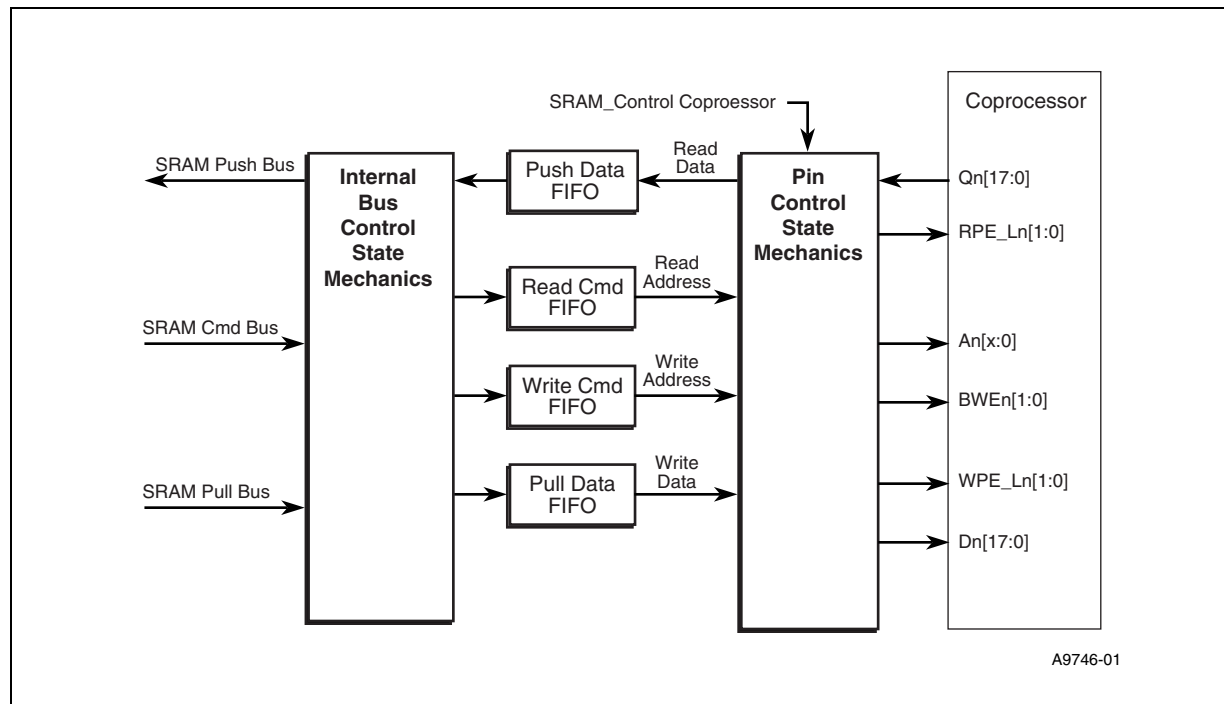 SRAM_Control Coproessor
Coprocessor
SRAM Push Bus
Internal
Bus
Control
State
Mechanics
Push Data
FIFO
Read
Data
Pin
Control
State
Mechanics
Qn[17:0]
RPE_Ln[1:0]
Read Cmd
FIFO
Read
Address
SRAM Cmd Bus
An[x:0]
Write Cmd
FIFO
Write
Address
BWEn[1:0]
SRAM Pull Bus
Pull Data
FIFO
Write
Data
WPE_Ln[1:0]
Dn[17:0]
A9746-01